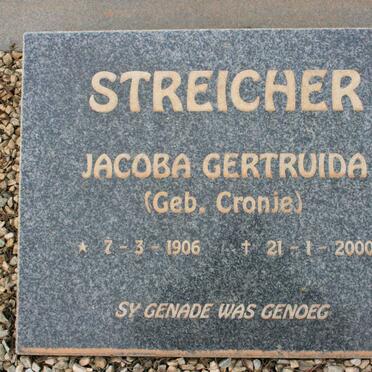 STREICHER
JACOBA GERTRUIDA
(Geb. Cronje)
★ 7-3-1906 † 21-1-2000
SY GENADE WAS GENOEG